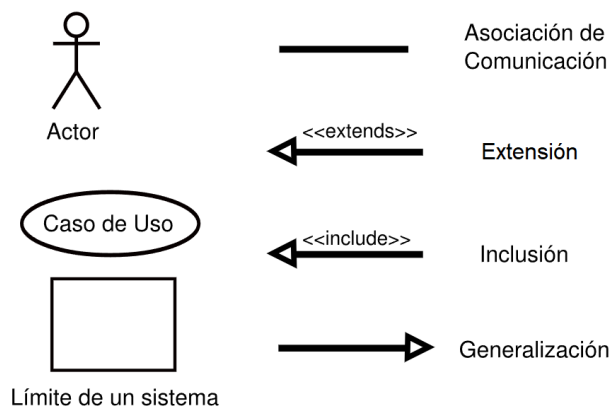 Actor
Caso de Uso
Límite de un sistema
Asociación de
Comunicación
<<extends>>
Extensión
<<include>>
Inclusión
Generalización